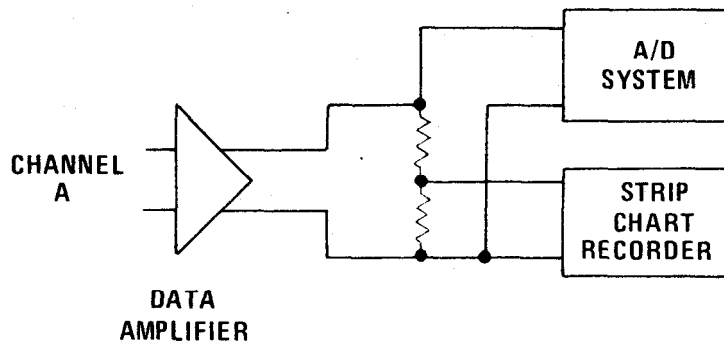 CHANNEL
A
DATA
AMPLIFIER
A/D
SYSTEM
STRIP
CHART
RECORDER